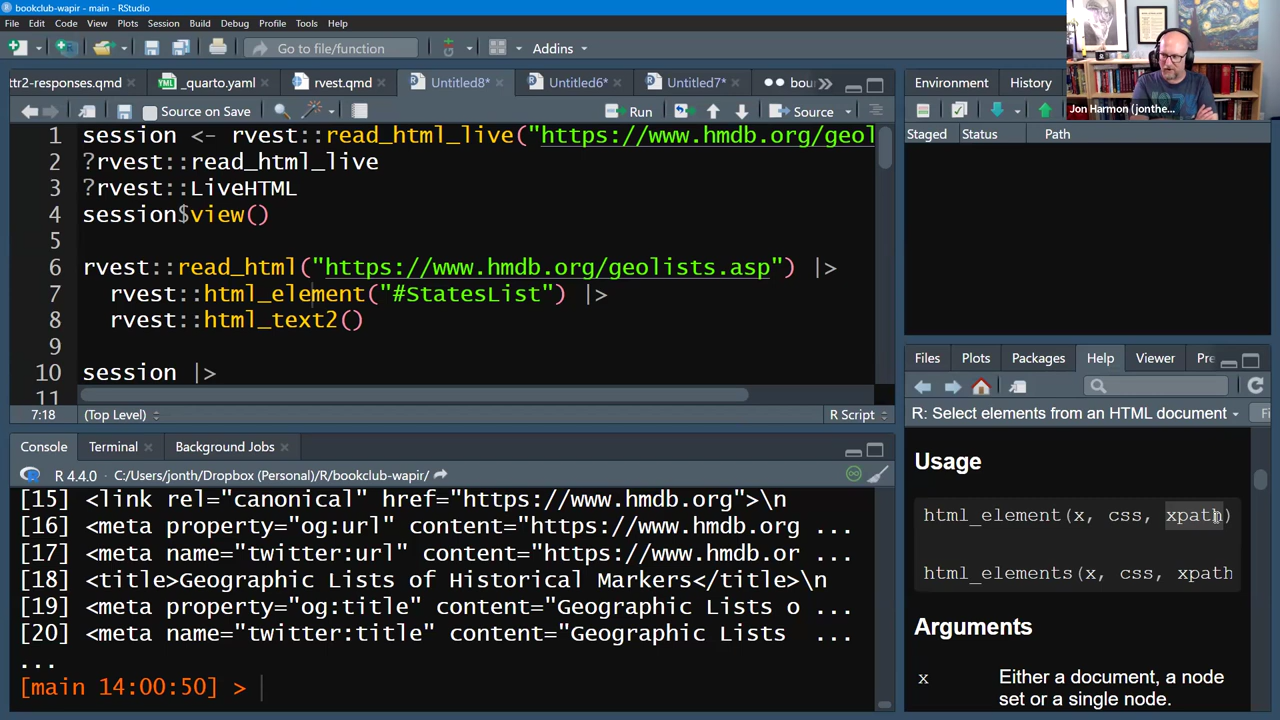 bookclub-wapir - main - RStudio
File Edit Code View Plots Session Build Debug Profile Tools Help
Go to file/function
Addins
ttr2-responses.qmd
_quarto.yaml
rvest.qmd
Untitled8*
Untitled6*
Untitled7*
bour
Source on Save
Run
Source
1 session <- rvest::read_html_live("https://www.hmdb.org/geol
2 ?rvest::read_html_live
3 ?rvest::LiveHTML
4 session$view()
5
6 rvest::read_html("https://www.hmdb.org/geolists.asp") |>
7 rvest::html_element("#StatesList") |>
8 rvest::html_text2()
9
10 session |>
11
7:18 (Top Level) R Script
Console Terminal Background Jobs
R 4.4.0 · C:/Users/jonth/Dropbox (Personal)/R/bookclub-wapir/
[15] <link rel="canonical" href="https://www.hmdb.org">\n
[16] <meta property="og:url" content="https://www.hmdb.org ...
[17] <meta name="twitter:url" content="https://www.hmdb.or ...
[18] <title>Geographic Lists of Historical Markers</title>\n
[19] <meta property="og:title" content="Geographic Lists o ...
[20] <meta name="twitter:title" content="Geographic Lists ...
...
[main 14:00:50] >
Jon Harmon (jonthe...
Environment History
Staged Status Path
Files Plots Packages Help Viewer Pre
R: Select elements from an HTML document
Fi
Usage
html_element(x, css, xpath)
html_elements(x, css, xpath
Arguments
x Either a document, a node
set or a single node.